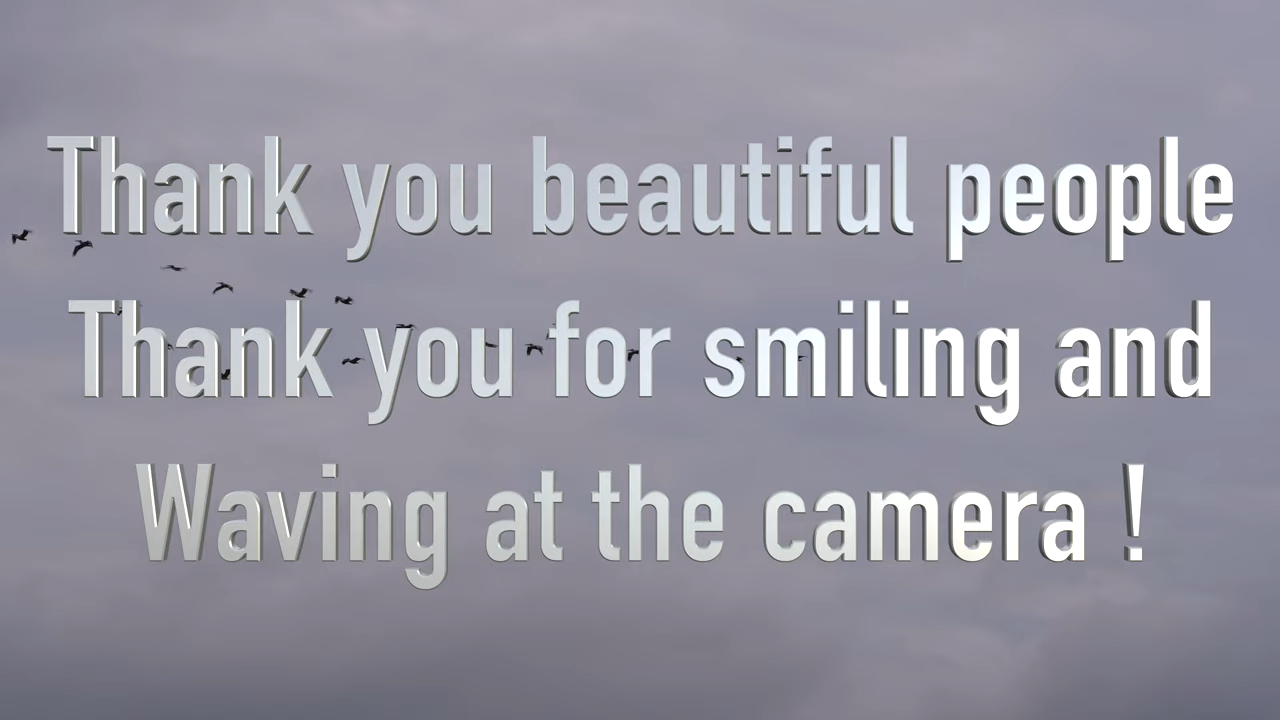 Thank you beautiful people
Thank you for smiling and
Waving at the camera !